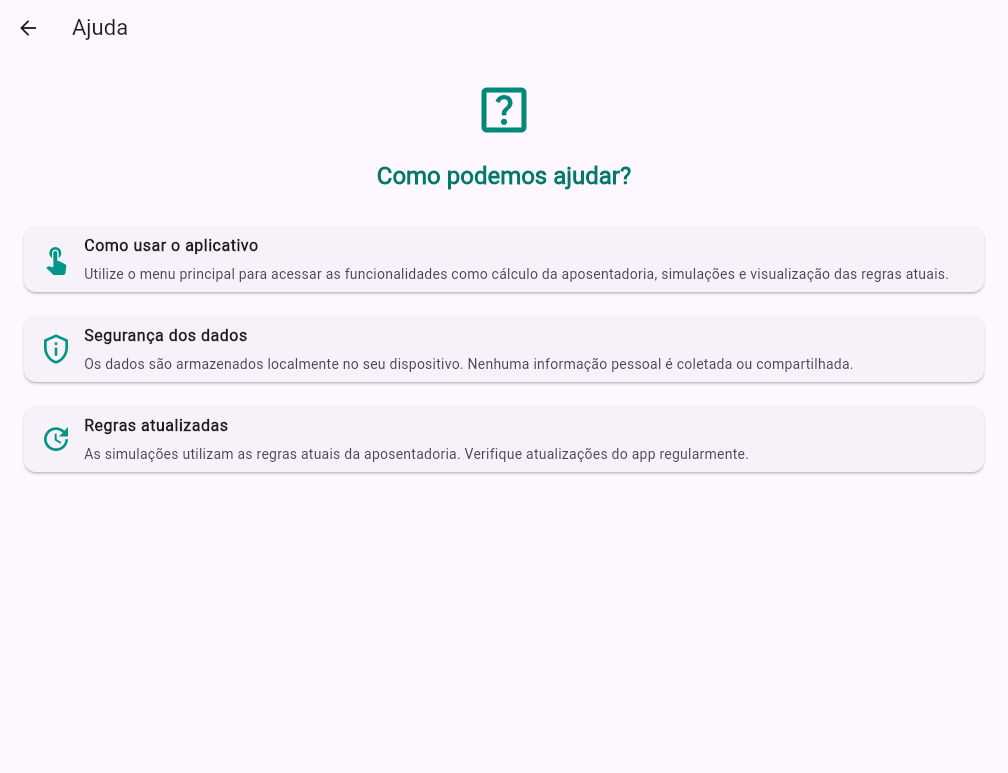 Ajuda
Como podemos ajudar?
Como usar o aplicativo
Utilize o menu principal para acessar as funcionalidades como cálculo da aposentadoria, simulações e visualização das regras atuais.
Segurança dos dados
Os dados são armazenados localmente no seu dispositivo. Nenhuma informação pessoal é coletada ou compartilhada.
Regras atualizadas
As simulações utilizam as regras atuais da aposentadoria. Verifique atualizações do app regularmente.